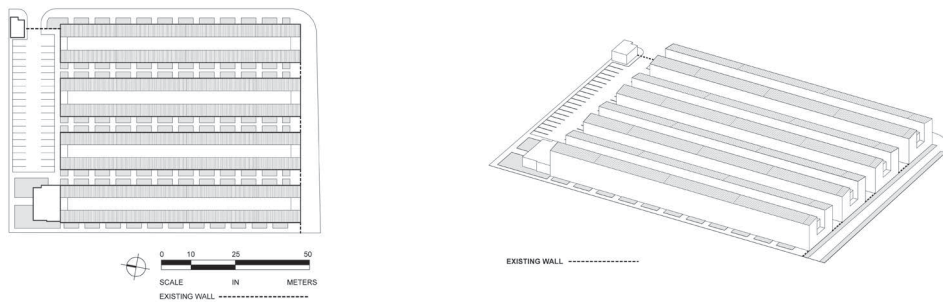 0 10 25 50
SCALE IN METERS
EXISTING WALL
EXISTING WALL